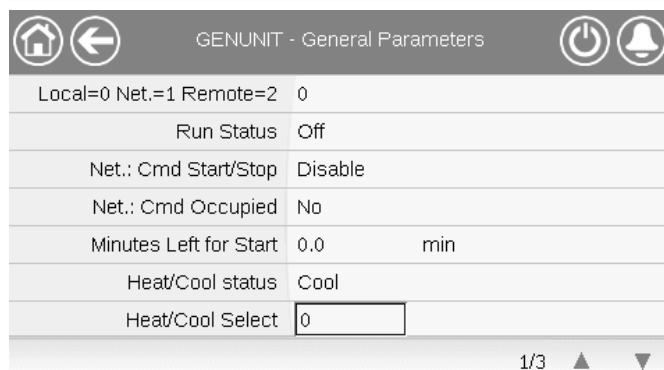 GENUNIT - General Parameters
Local=0 Net.=1 Remote=2 0
Run Status Off
Net.: Cmd Start/Stop Disable
Net.: Cmd Occupied No
Minutes Left for Start 0.0 min
Heat/Cool status Cool
Heat/Cool Select 0
1/3